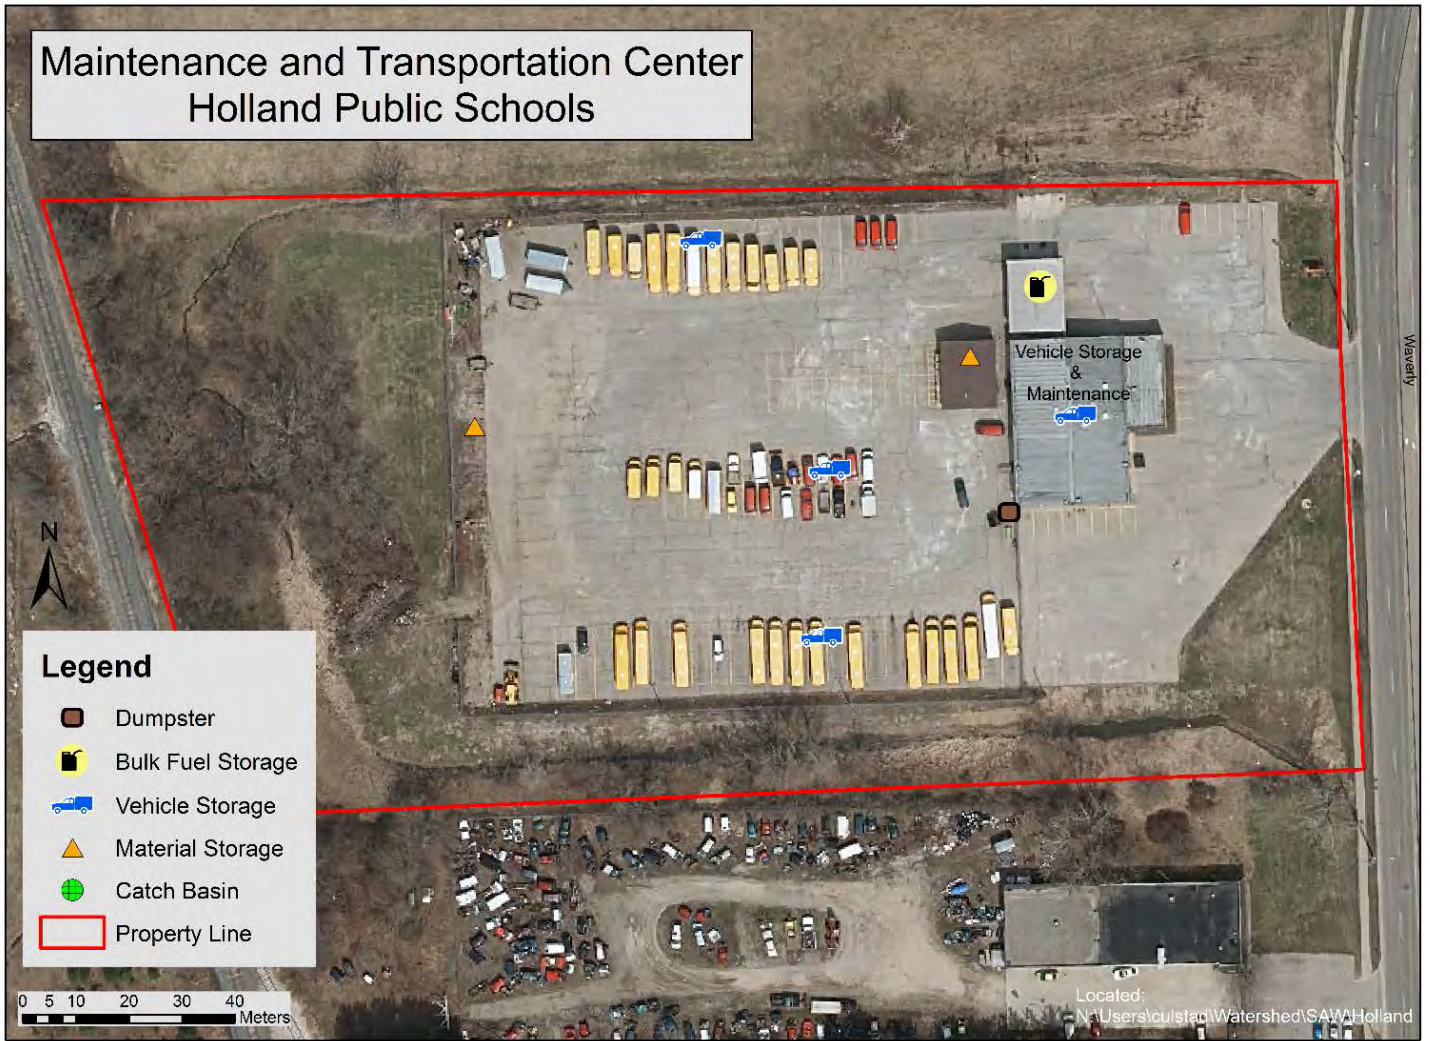 Maintenance and Transportation Center
Holland Public Schools
Waverly
Vehicle Storage
&
Maintenance
N
Legend
Dumpster
Bulk Fuel Storage
Vehicle Storage
Material Storage
Catch Basin
Property Line
0 5 10 20 30 40
Meters
Located:
N:\Users\culstad\Watershed\SAW\Holland